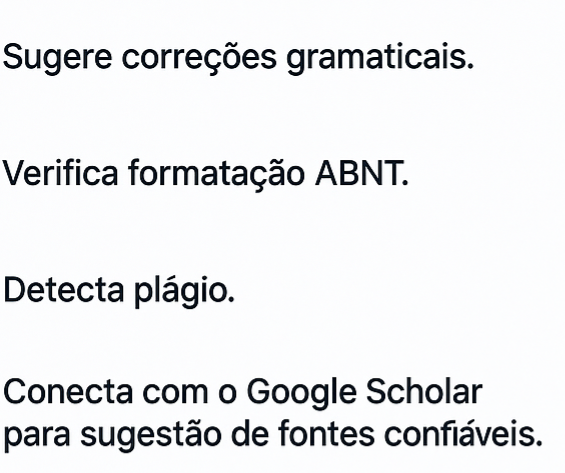 Sugere correções gramaticais.
Verifica formatação ABNT.
Detecta plágio.
Conecta com o Google Scholar
para sugestão de fontes confiáveis.